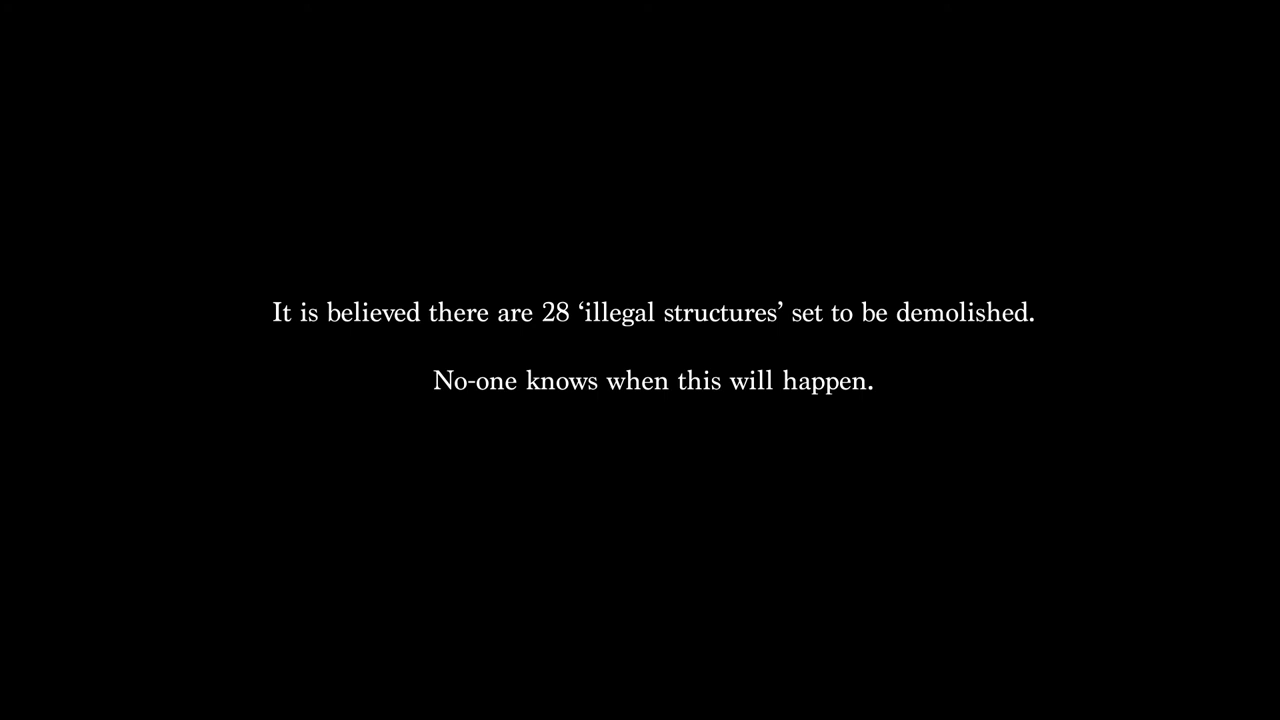 It is believed there are 28 ‘illegal structures’ set to be demolished.
No-one knows when this will happen.